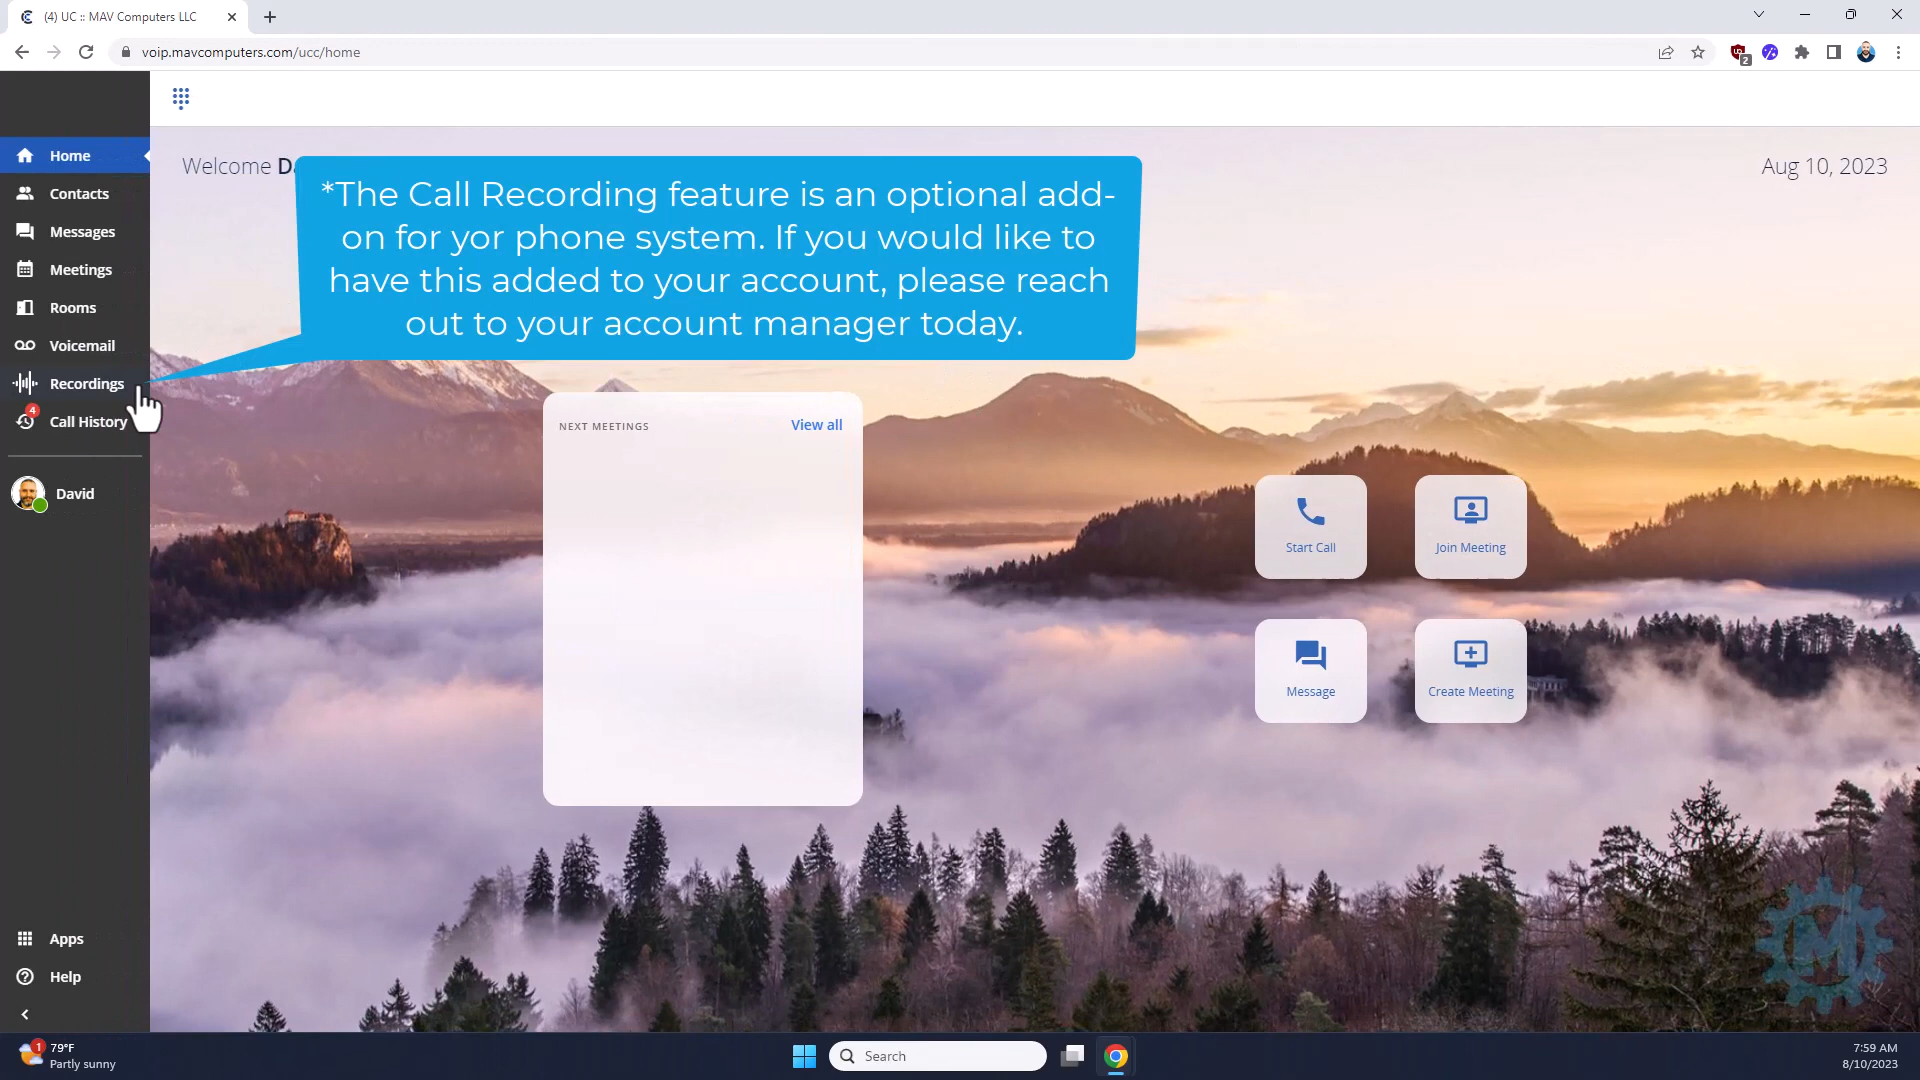 (4) UC :: MAV Computers LLC
voip.mavcomputers.com/ucc/home
2
Home
Contacts
Messages
Meetings
Rooms
Voicemail
Recordings
4
Call History
David
Apps
Help
Welcome
Aug 10, 2023
*The Call Recording feature is an optional add-
on for yor phone system. If you would like to
have this added to your account, please reach
out to your account manager today.
NEXT MEETINGS
View all
Start Call
Join Meeting
Message
Create Meeting
M
1
79°F
Partly sunny
Search
7:59 AM
8/10/2023